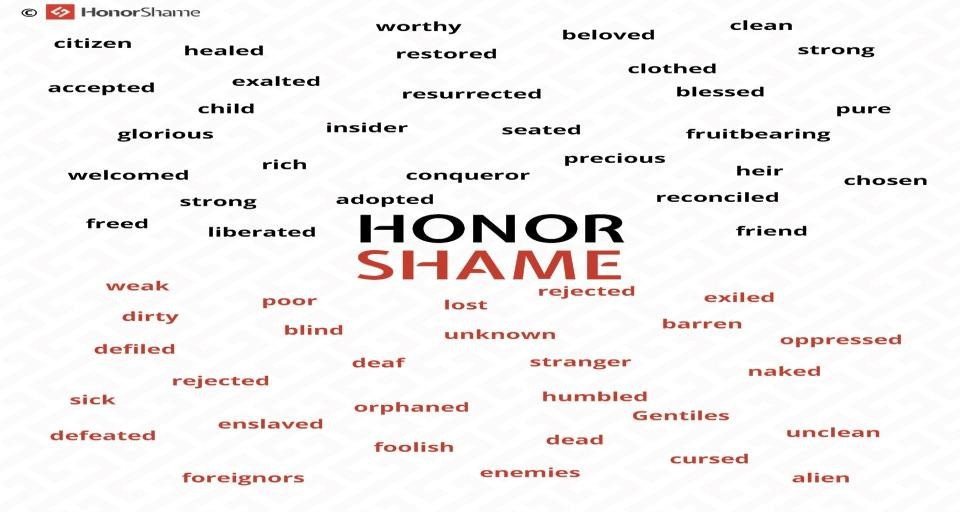 © HonorShame
worthy
beloved
clean
citizen
healed
restored
strong
clothed
accepted
exalted
resurrected
blessed
child
pure
glorious
insider
seated
fruitbearing
precious
rich
welcomed
conqueror
heir
chosen
strong
adopted
reconciled
freed
liberated
friend
HONOR
SHAME
weak
poor
lost
rejected
exiled
dirty
blind
unknown
barren
oppressed
defiled
deaf
stranger
naked
rejected
sick
orphaned
humbled
Gentiles
enslaved
defeated
foolish
dead
unclean
cursed
foreignors
enemies
alien